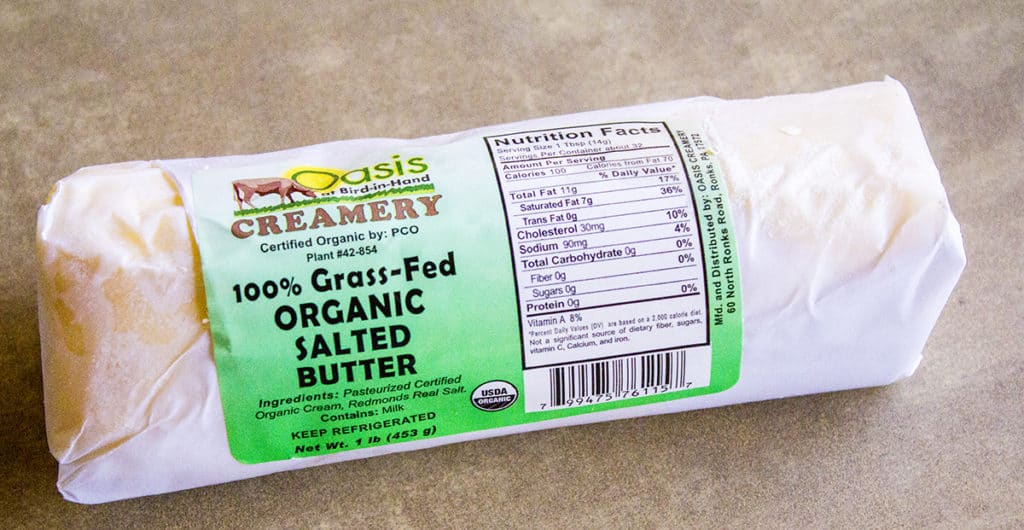 Oasis
at Bird-in-Hand
CREAMERY
Certified Organic by: PCO
Plant #42-854
100% Grass-Fed
ORGANIC
SALTED
BUTTER
Ingredients: Pasteurized Certified
Organic Cream, Redmonds Real Salt.
Contains: Milk
KEEP REFRIGERATED
Net Wt. 1 lb (453 g)
USDA
ORGANIC
Nutrition Facts
Serving Size 1 Tbsp (14g)
Servings Per Container about 32
Amount Per Serving
Calories 100 Calories from Fat 70
% Daily Value*
Total Fat 11g 17%
Saturated Fat 7g 36%
Trans Fat 0g
Cholesterol 30mg 10%
Sodium 90mg 4%
Total Carbohydrate 0g 0%
Fiber 0g 0%
Sugars 0g
Protein 0g 0%
Vitamin A 8%
*Percent Daily Values (DV) are based on a 2,000 calorie diet.
Not a significant source of dietary fiber, sugars,
vitamin C, Calcium, and iron.
7 99475 76115 7
Mfd. and Distributed by: OASIS CREAMERY
60 North Ronks Road, Ronks, PA 17572